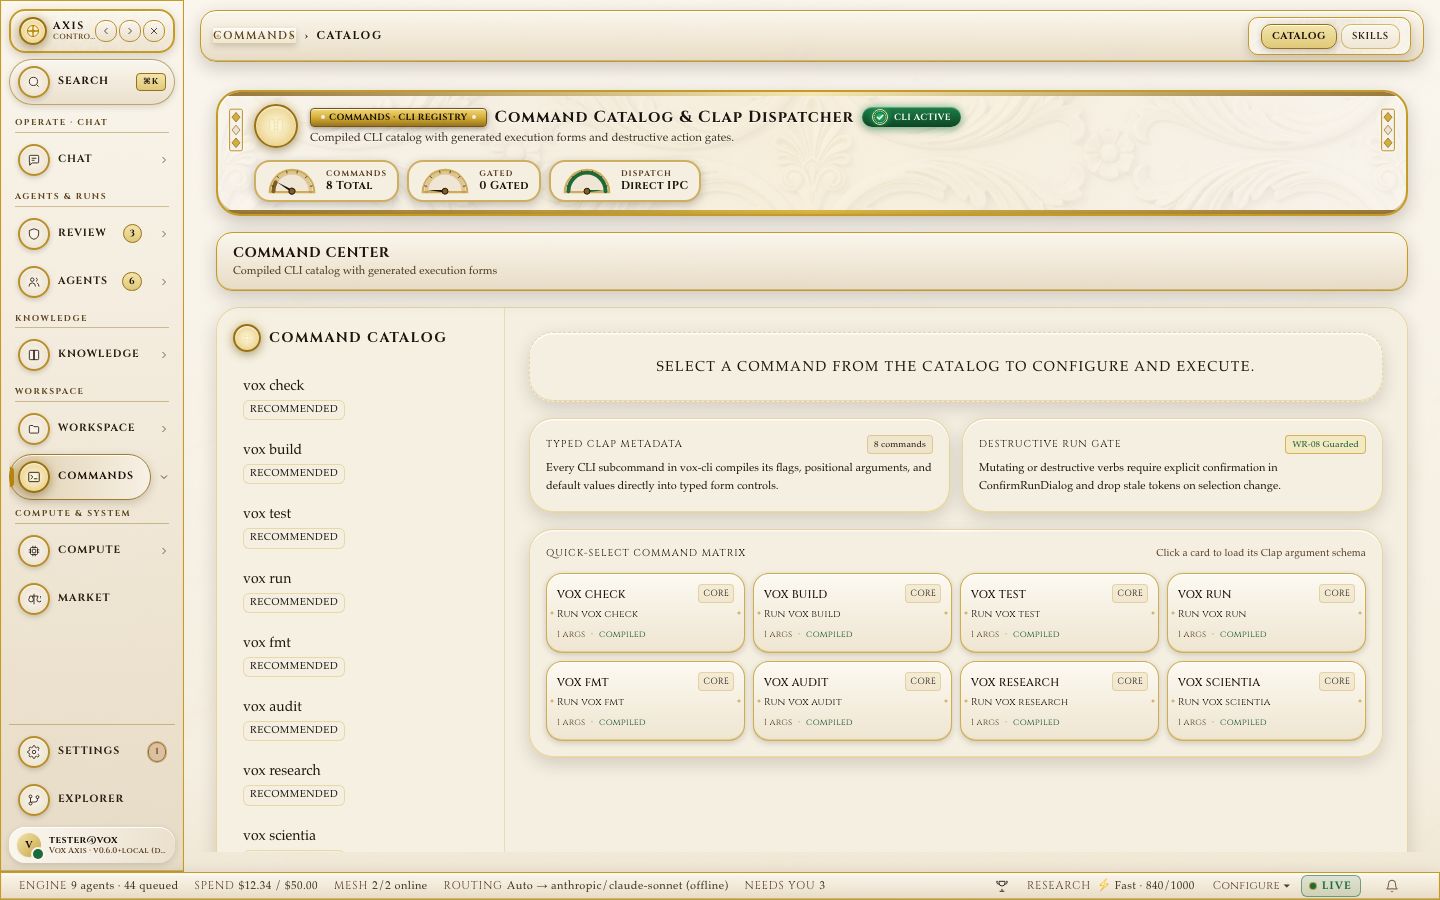 AXIS
CONTRO...
SEARCH
⌘K
OPERATE · CHAT
CHAT
AGENTS & RUNS
REVIEW 3
AGENTS 6
KNOWLEDGE
KNOWLEDGE
WORKSPACE
WORKSPACE
COMMANDS
COMPUTE & SYSTEM
COMPUTE
MARKET
SETTINGS 1
EXPLORER
V
TESTER@VOX
VOX AXIS · V0.6.0+LOCAL (D...
COMMANDS › CATALOG
CATALOG SKILLS
COMMANDS · CLI REGISTRY
COMMAND CATALOG & CLAP DISPATCHER
CLI ACTIVE
Compiled CLI catalog with generated execution forms and destructive action gates.
COMMANDS
8 TOTAL
GATED
0 GATED
DISPATCH
DIRECT IPC
COMMAND CENTER
Compiled CLI catalog with generated execution forms
COMMAND CATALOG
vox check
RECOMMENDED
vox build
RECOMMENDED
vox test
RECOMMENDED
vox run
RECOMMENDED
vox fmt
RECOMMENDED
vox audit
RECOMMENDED
vox research
RECOMMENDED
vox scientia
SELECT A COMMAND FROM THE CATALOG TO CONFIGURE AND EXECUTE.
TYPED CLAP METADATA
8 commands
Every CLI subcommand in vox-cli compiles its flags, positional arguments, and
default values directly into typed form controls.
DESTRUCTIVE RUN GATE
WR-08 Guarded
Mutating or destructive verbs require explicit confirmation in
ConfirmRunDialog and drop stale tokens on selection change.
QUICK-SELECT COMMAND MATRIX
Click a card to load its Clap argument schema
VOX CHECK CORE
RUN VOX CHECK
1 ARGS · COMPILED
VOX BUILD CORE
RUN VOX BUILD
1 ARGS · COMPILED
VOX TEST CORE
RUN VOX TEST
1 ARGS · COMPILED
VOX RUN CORE
RUN VOX RUN
1 ARGS · COMPILED
VOX FMT CORE
RUN VOX FMT
1 ARGS · COMPILED
VOX AUDIT CORE
RUN VOX AUDIT
1 ARGS · COMPILED
VOX RESEARCH CORE
RUN VOX RESEARCH
1 ARGS · COMPILED
VOX SCIENTIA CORE
RUN VOX SCIENTIA
1 ARGS · COMPILED
ENGINE 9 agents · 44 queued SPEND $12.34 / $50.00 MESH 2/2 online ROUTING Auto → anthropic/claude-sonnet (offline) NEEDS YOU 3 RESEARCH ⚡ Fast · 840/1000 CONFIGURE ▾ LIVE